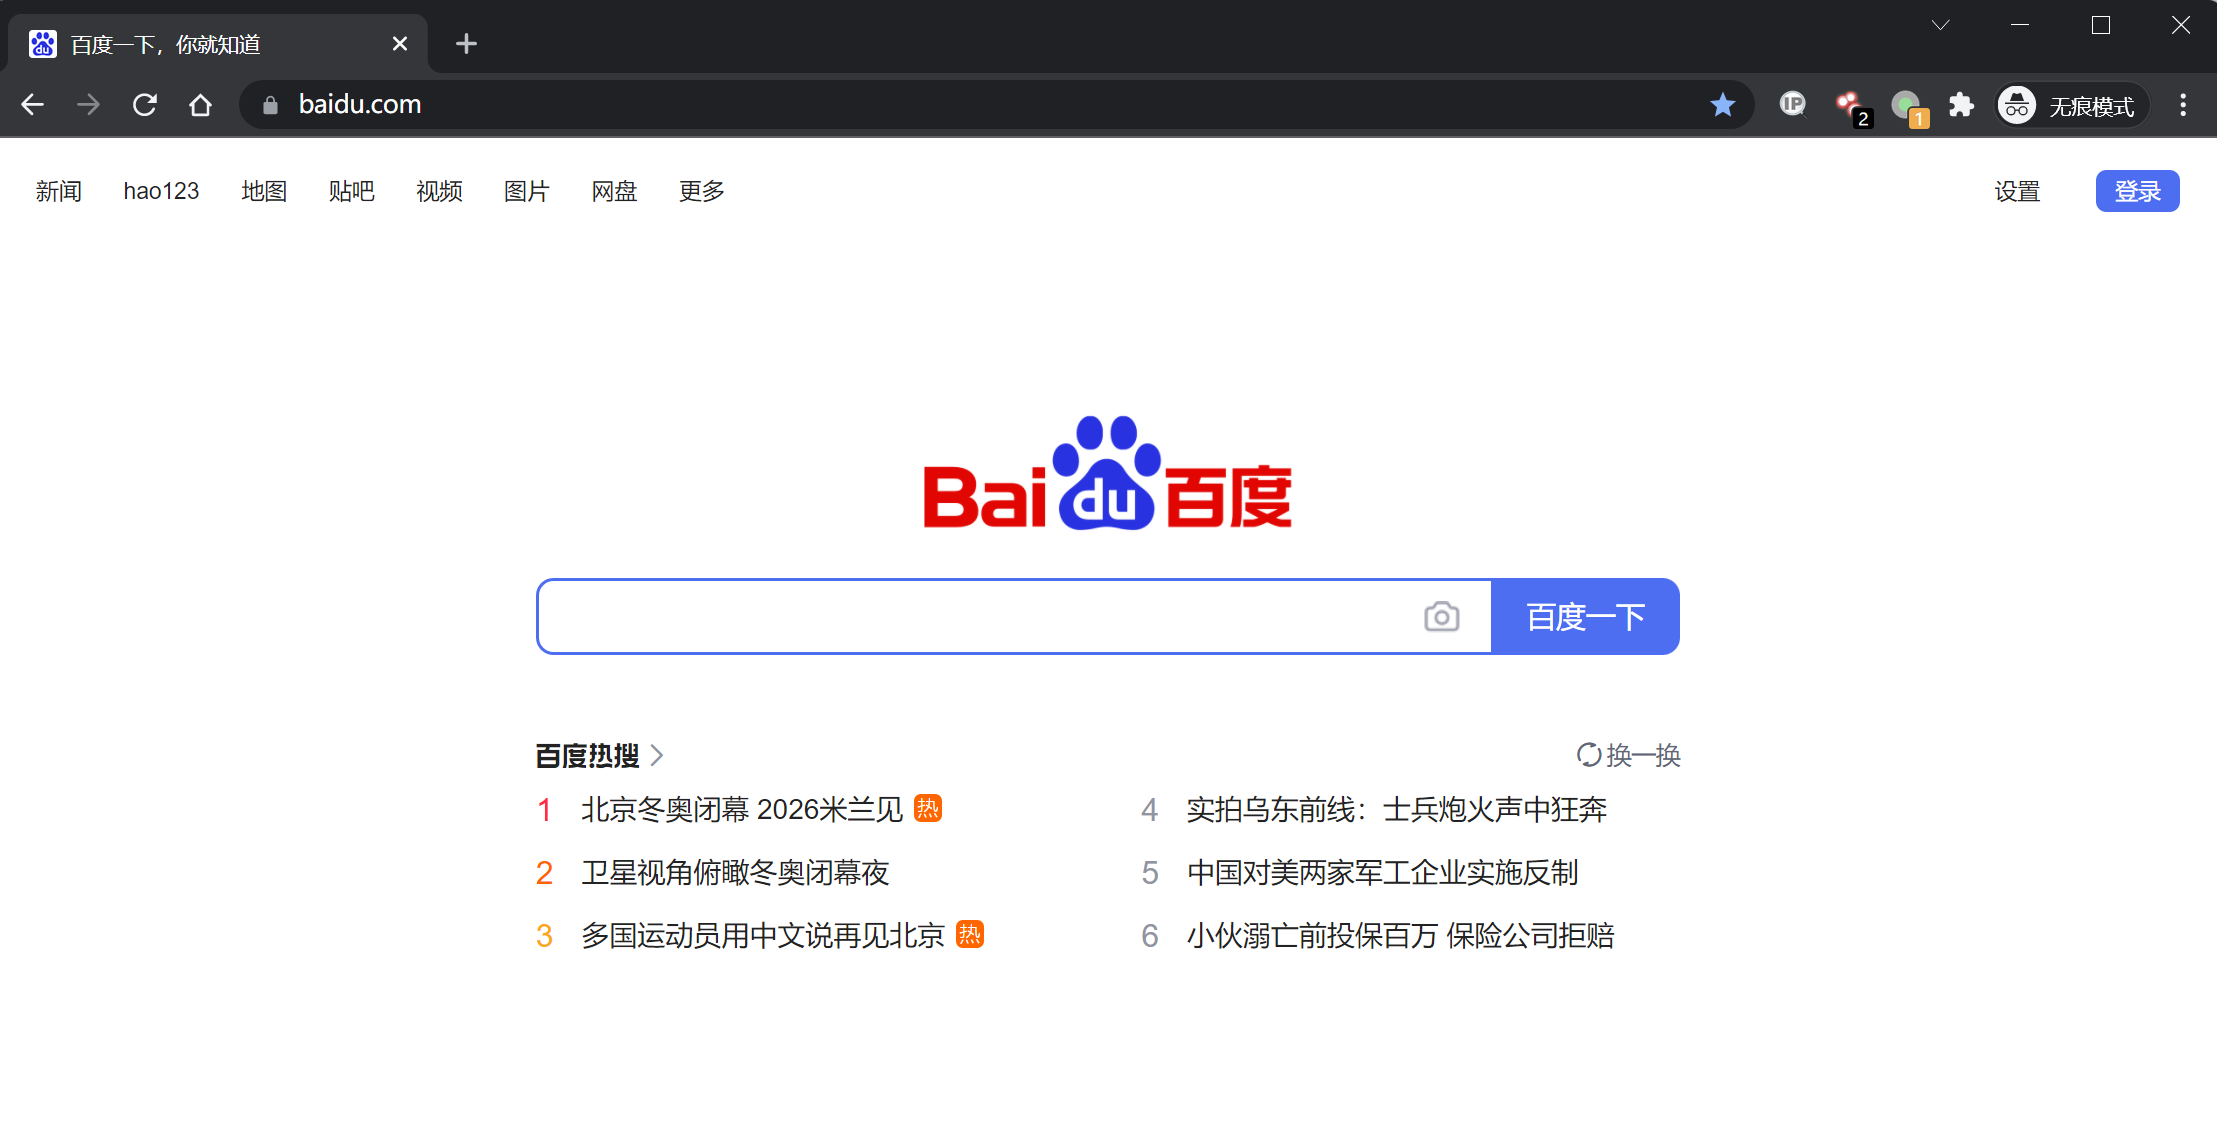 百度一下，你就知道
baidu.com
IP 2 1 无痕模式
新闻 hao123 地图 贴吧 视频 图片 网盘 更多 设置 登录
Bai du 百度
百度一下
百度热搜 换一换
1 北京冬奥闭幕 2026米兰见 热
2 卫星视角俯瞰冬奥闭幕夜
3 多国运动员用中文说再见北京 热
4 实拍乌东前线：士兵炮火声中狂奔
5 中国对美两家军工企业实施反制
6 小伙溺亡前投保百万 保险公司拒赔